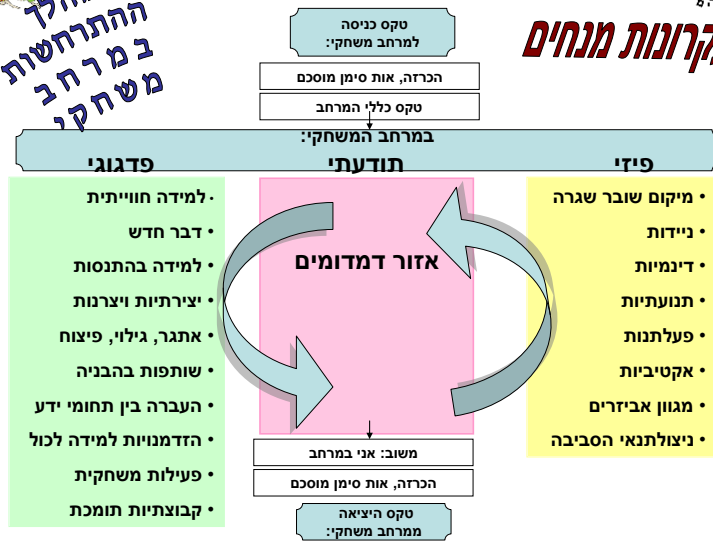 ההתרחשות
במרחב
משחקי
מנחים
טקס כניסה
למרחב משחקי:
הכרזה, אות סימן מוסכם
טקס כללי המרחב
במרחב המשחקי:
פיזי
תודעתי
פדגוגי
• מיקום שובר שגרה
• ניידות
• דינמיות
• תנועתיות
• פעלתנות
• אקטיביות
• מגוון אביזרים
• ניצולתנאי הסביבה
אזור דמדומים
· למידה חווייתית
• דבר חדש
• למידה בהתנסות
• יצירתיות ויצרנות
• אתגר, גילוי, פיצוח
• שותפות בהבניה
• העברה בין תחומי ידע
• הזדמנויות למידה לכול
• פעילות משחקית
• קבוצתיות תומכת
משוב: אני במרחב
הכרזה, אות סימן מוסכם
טקס היציאה
ממרחב משחקי: